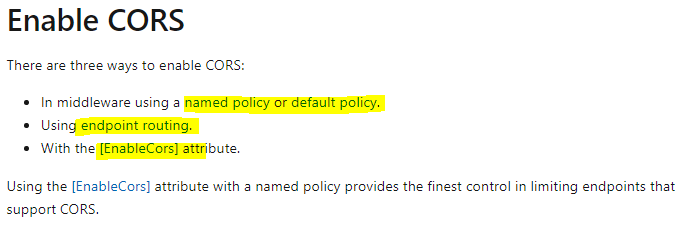 Enable CORS
There are three ways to enable CORS:
• In middleware using a named policy or default policy.
• Using endpoint routing.
• With the [EnableCors] attribute.
Using the [EnableCors] attribute with a named policy provides the finest control in limiting endpoints that
support CORS.